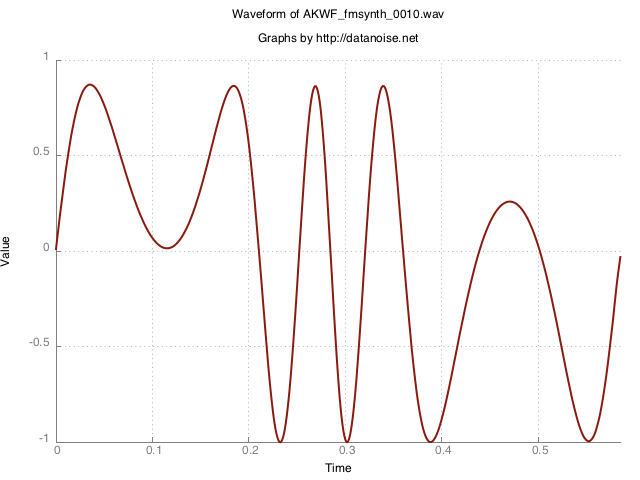 Waveform of AKWF_fmsynth_0010.wav
Graphs by http://datanoise.net
1
0.5
0
-0.5
-1
Value
0
0.1
0.2
0.3
0.4
0.5
Time